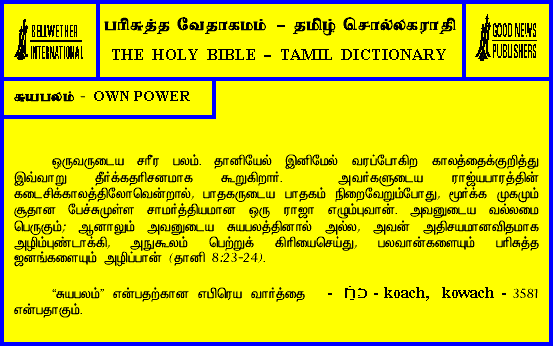 BELLWETHER
INTERNATIONAL
பரிசுத்த வேதாகமம் – தமிழ் சொல்லகராதி
THE HOLY BIBLE – TAMIL DICTIONARY
GOOD NEWS
PUBLISHERS
சுயபலம் - OWN POWER
ஒருவருடைய சரீர பலம். தானியேல் இனிமேல் வரப்போகிற காலத்தைக்குறித்து
இவ்வாறு தீர்க்கதரிசனமாக கூறுகிறார். அவர்களுடைய ராஜ்யபாரத்தின்
கடைசிக்காலத்திலோவென்றால், பாதகருடைய பாதகம் நிறைவேறும்போது, மூர்க்க முகமும்
சூதான பேச்சுமுள்ள சாமர்த்தியமான ஒரு ராஜா எழும்புவான். அவனுடைய வல்லமை
பெருகும்; ஆனாலும் அவனுடைய சுயபலத்தினால் அல்ல, அவன் அதிசயமானவிதமாக
அழிம்புண்டாக்கி, அநுகூலம் பெற்றுக் கிரியைசெய்து, பலவான்களையும் பரிசுத்த
ஜனங்களையும் அழிப்பான் (தானி 8:23-24).
“சுயபலம்” என்பதற்கான எபிரெய வார்த்தை - כֹּחַ - koach, kowach - 3581
என்பதாகும்.